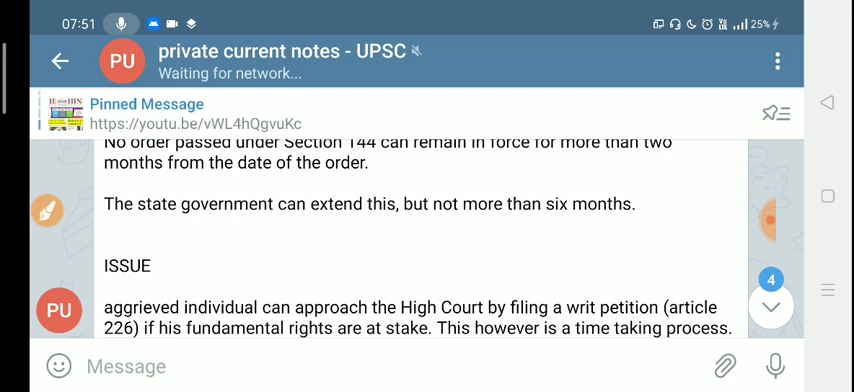 07:51
25%
PU
private current notes - UPSC
Waiting for network...
Pinned Message
https://youtu.be/vWL4hQgvuKc
No order passed under Section 144 can remain in force for more than two
months from the date of the order.
The state government can extend this, but not more than six months.
ISSUE
4
PU
aggrieved individual can approach the High Court by filing a writ petition (article
226) if his fundamental rights are at stake. This however is a time taking process.
Message